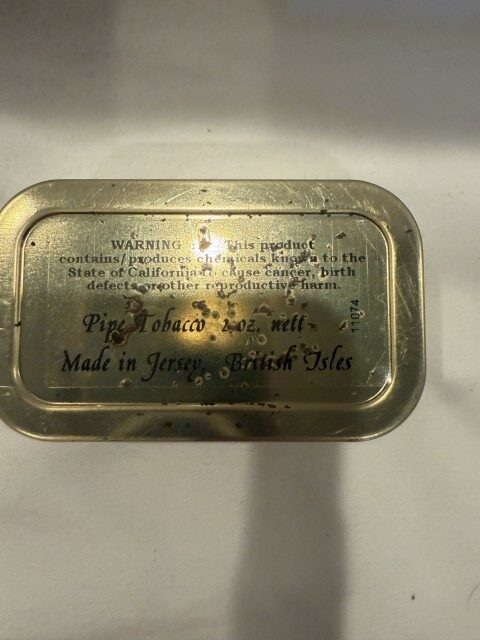 WARNING : This product
contains/produces chemicals known to the
State of California to cause cancer, birth
defects or other reproductive harm.
Pipe Tobacco 2 oz. nett
Made in Jersey, British Isles
11074